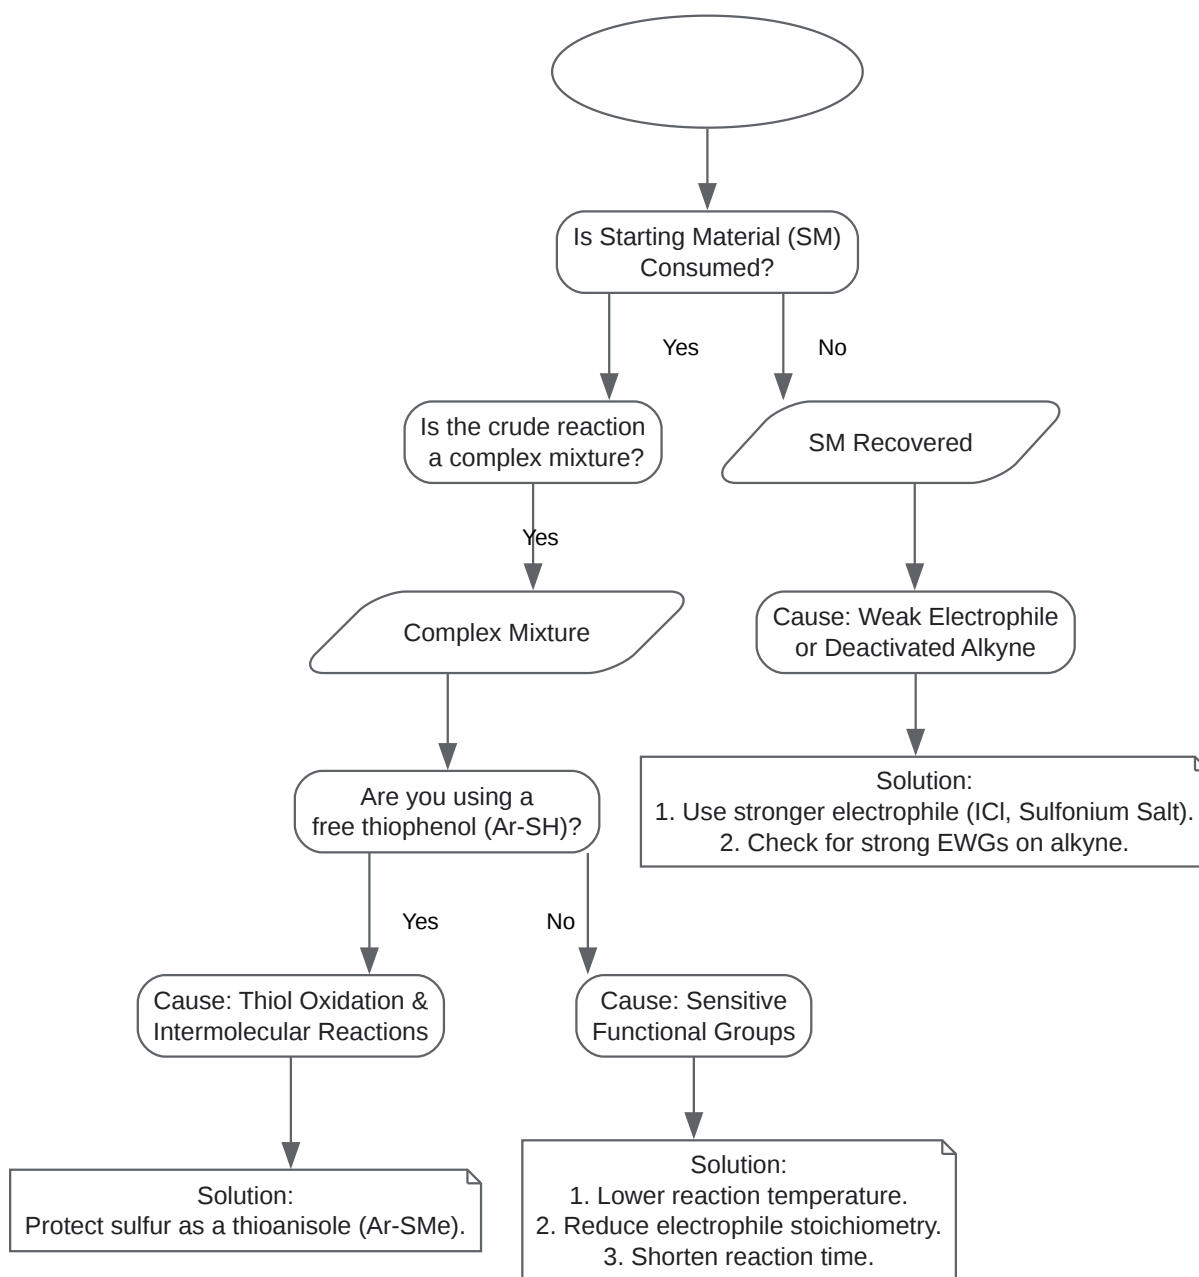 Is Starting Material (SM)
Consumed?
Yes
No
Is the crude reaction
a complex mixture?
SM Recovered
Yes
Complex Mixture
Cause: Weak Electrophile
or Deactivated Alkyne
Are you using a
free thiophenol (Ar-SH)?
Solution:
1. Use stronger electrophile (ICl, Sulfonium Salt).
2. Check for strong EWGs on alkyne.
Yes
No
Cause: Thiol Oxidation &
Intermolecular Reactions
Cause: Sensitive
Functional Groups
Solution:
Protect sulfur as a thioanisole (Ar-SMe).
Solution:
1. Lower reaction temperature.
2. Reduce electrophile stoichiometry.
3. Shorten reaction time.